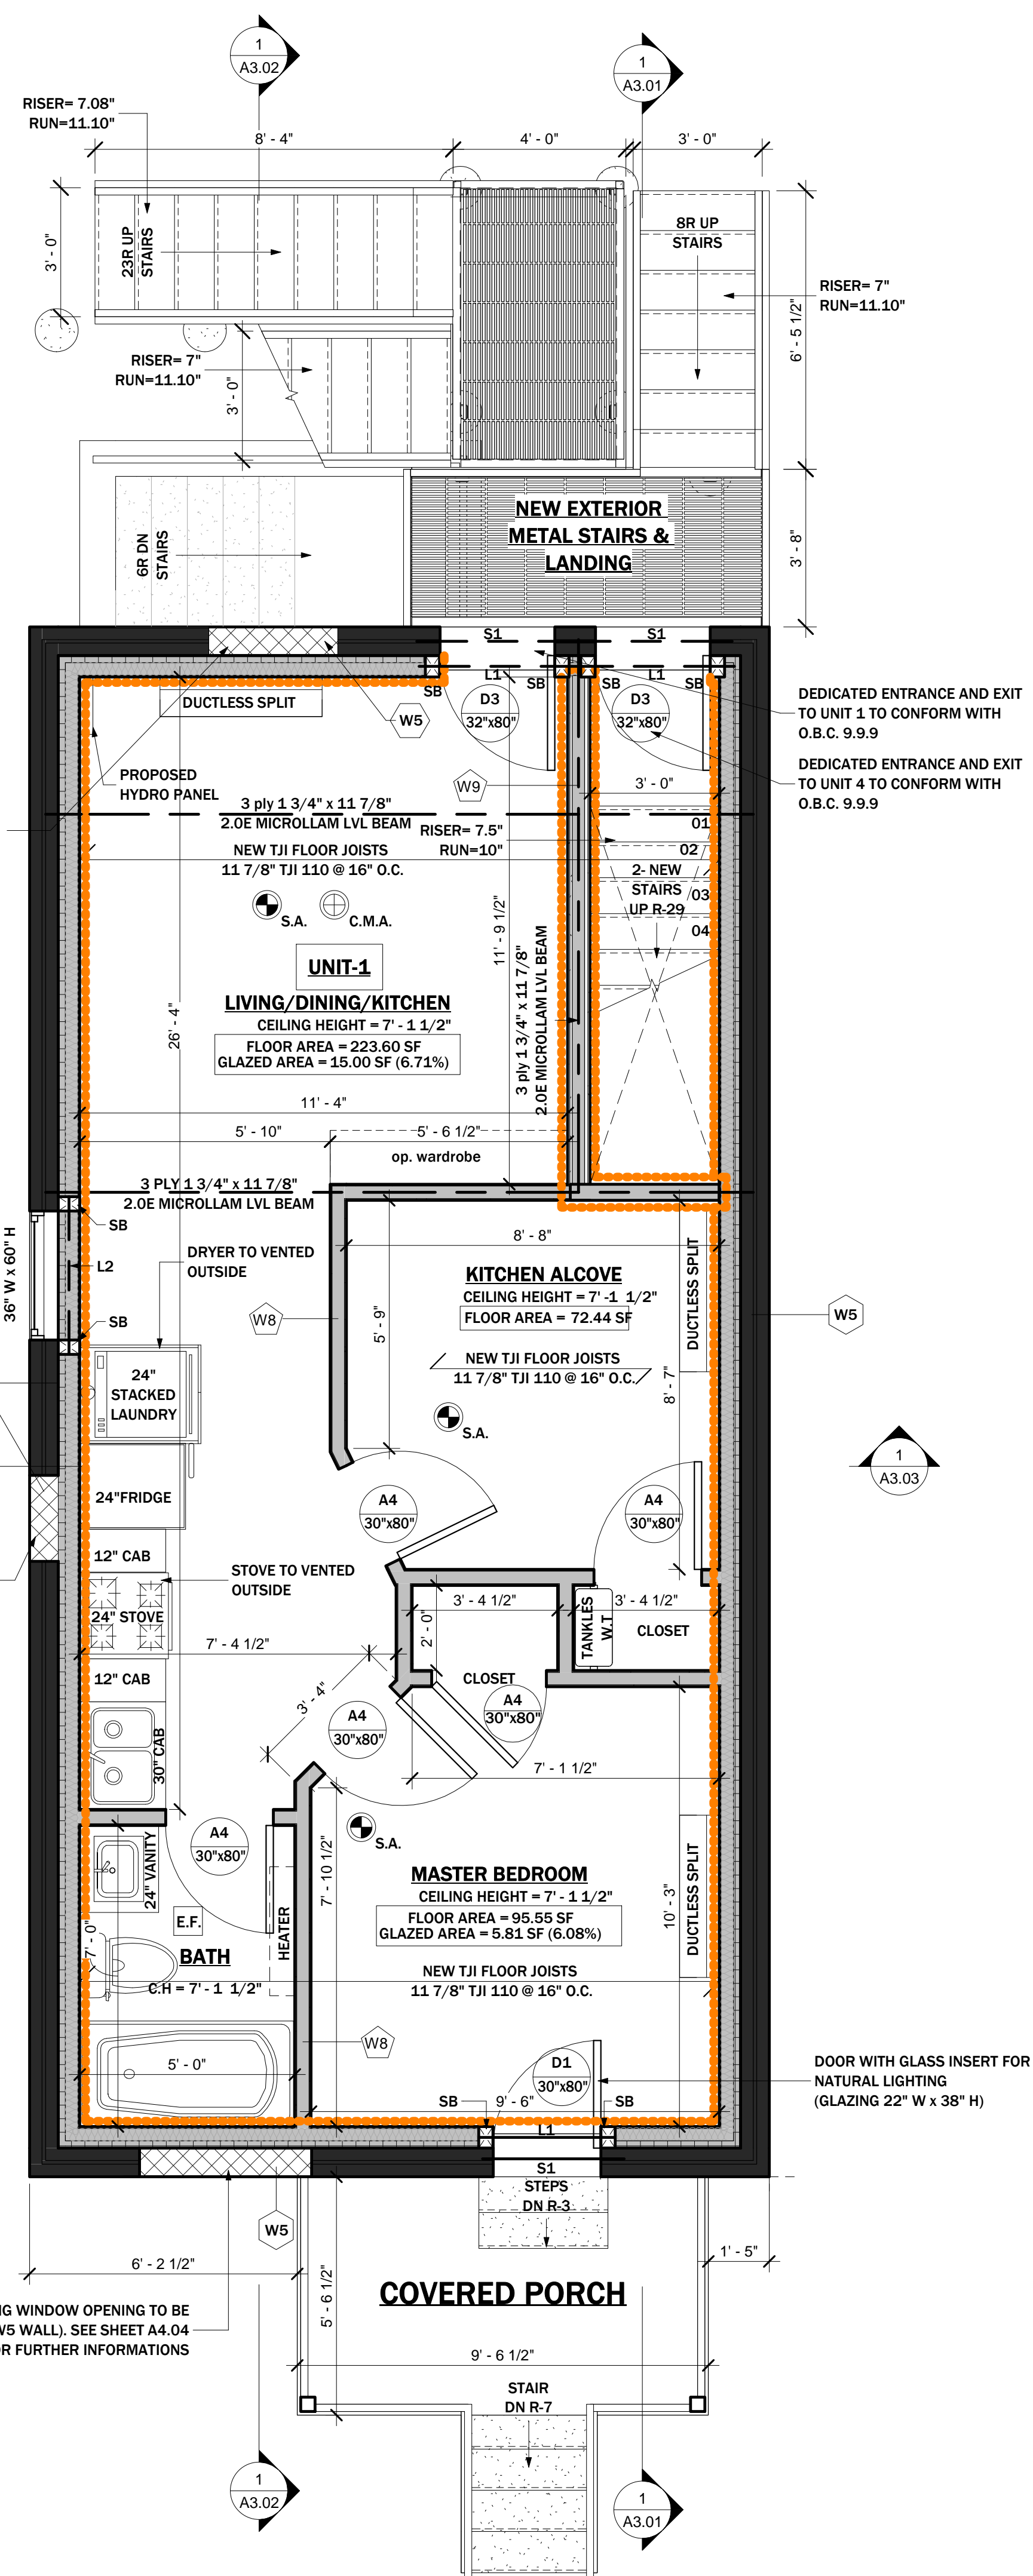 1
A3.02
1
A3.01
RISER= 7.08"
RUN=11.10"
8' - 4"
4' - 0"
3' - 0"
3' - 0"
23R UP
STAIRS
8R UP
STAIRS
RISER= 7"
RUN=11.10"
6' - 5 1/2"
RISER= 7"
RUN=11.10"
3' - 0"
NEW EXTERIOR
METAL STAIRS &
LANDING
6R DN
STAIRS
3' - 8"
S1
S1
L1
L1
SB
SB
SB
SB
DUCTLESS SPLIT
D3
32"x80"
D3
32"x80"
W5
DEDICATED ENTRANCE AND EXIT
TO UNIT 1 TO CONFORM WITH
O.B.C. 9.9.9
DEDICATED ENTRANCE AND EXIT
TO UNIT 4 TO CONFORM WITH
O.B.C. 9.9.9
PROPOSED
HYDRO PANEL
W9
3' - 0"
3 ply 1 3/4" x 11 7/8"
2.0E MICROLLAM LVL BEAM
RISER= 7.5"
RUN=10"
NEW TJI FLOOR JOISTS
11 7/8" TJI 110 @ 16" O.C.
01
02
03
04
2- NEW
STAIRS
UP R-29
S.A.
C.M.A.
11' - 9 1/2"
3 ply 1 3/4" x 11 7/8"
2.0E MICROLLAM LVL BEAM
UNIT-1
LIVING/DINING/KITCHEN
CEILING HEIGHT = 7' - 1 1/2"
FLOOR AREA = 223.60 SF
GLAZED AREA = 15.00 SF (6.71%)
26' - 4"
11' - 4"
5' - 10"
5' - 6 1/2"
op. wardrobe
3 PLY 1 3/4" x 11 7/8"
2.0E MICROLLAM LVL BEAM
SB
L2
SB
36" W x 60" H
DRYER TO VENTED
OUTSIDE
8' - 8"
KITCHEN ALCOVE
CEILING HEIGHT = 7' -1 1/2"
FLOOR AREA = 72.44 SF
DUCTLESS SPLIT
W8
5' - 9"
W5
NEW TJI FLOOR JOISTS
11 7/8" TJI 110 @ 16" O.C.
8' - 7"
24"
STACKED
LAUNDRY
S.A.
1
A3.03
24"FRIDGE
A4
30"x80"
A4
30"x80"
12" CAB
STOVE TO VENTED
OUTSIDE
24" STOVE
3' - 4 1/2"
3' - 4 1/2"
2' - 0"
TANKLES
W.T
CLOSET
7' - 4 1/2"
12" CAB
CLOSET
3' - 4"
A4
30"x80"
A4
30"x80"
30" CAB
7' - 1 1/2"
A4
30"x80"
S.A.
24" VANITY
7' - 10 1/2"
MASTER BEDROOM
CEILING HEIGHT = 7' - 1 1/2"
FLOOR AREA = 95.55 SF
GLAZED AREA = 5.81 SF (6.08%)
10' - 3"
DUCTLESS SPLIT
E.F.
HEATER
7' - 0"
BATH
C.H = 7' - 1 1/2"
NEW TJI FLOOR JOISTS
11 7/8" TJI 110 @ 16" O.C.
W8
5' - 0"
D1
30"x80"
SB
9' - 6"
SB
DOOR WITH GLASS INSERT FOR
NATURAL LIGHTING
(GLAZING 22" W x 38" H)
L1
S1
STEPS
DN R-3
W5
6' - 2 1/2"
1' - 5"
5' - 6 1/2"
COVERED PORCH
NG WINDOW OPENING TO BE
W5 WALL). SEE SHEET A4.04
OR FURTHER INFORMATIONS
9' - 6 1/2"
STAIR
DN R-7
1
A3.02
1
A3.01